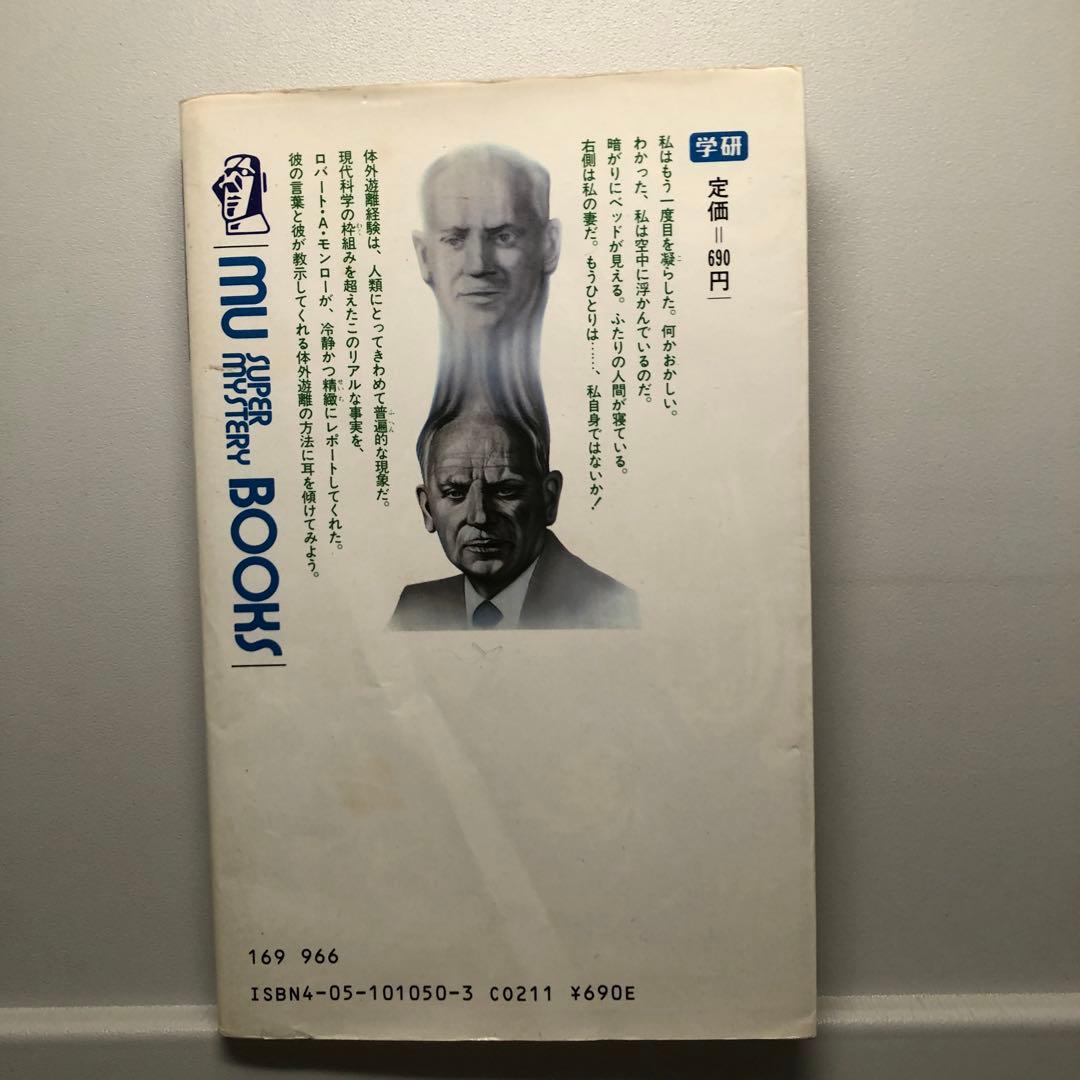 学研
定価＝690円
私はもう一度目を凝らした。何かおかしい。
わかった、私は空中に浮かんでいるのだ。
暗がりにベッドが見える。ふたりの人間が寝ている。
右側は私の妻だ。もうひとりは……、私自身ではないか！
体外遊離経験は、人類にとってきわめて普遍的な現象だ。
現代科学の枠組みを超えたこのリアルな事実を、
ロバート・A・モンローが、冷静かつ精緻にレポートしてくれた。
彼の言葉と彼が教示してくれる体外遊離の方法に耳を傾けてみよう。
MU SUPER MYSTERY BOOKS
169 966
ISBN4-05-101050-3 C0211 ¥690E